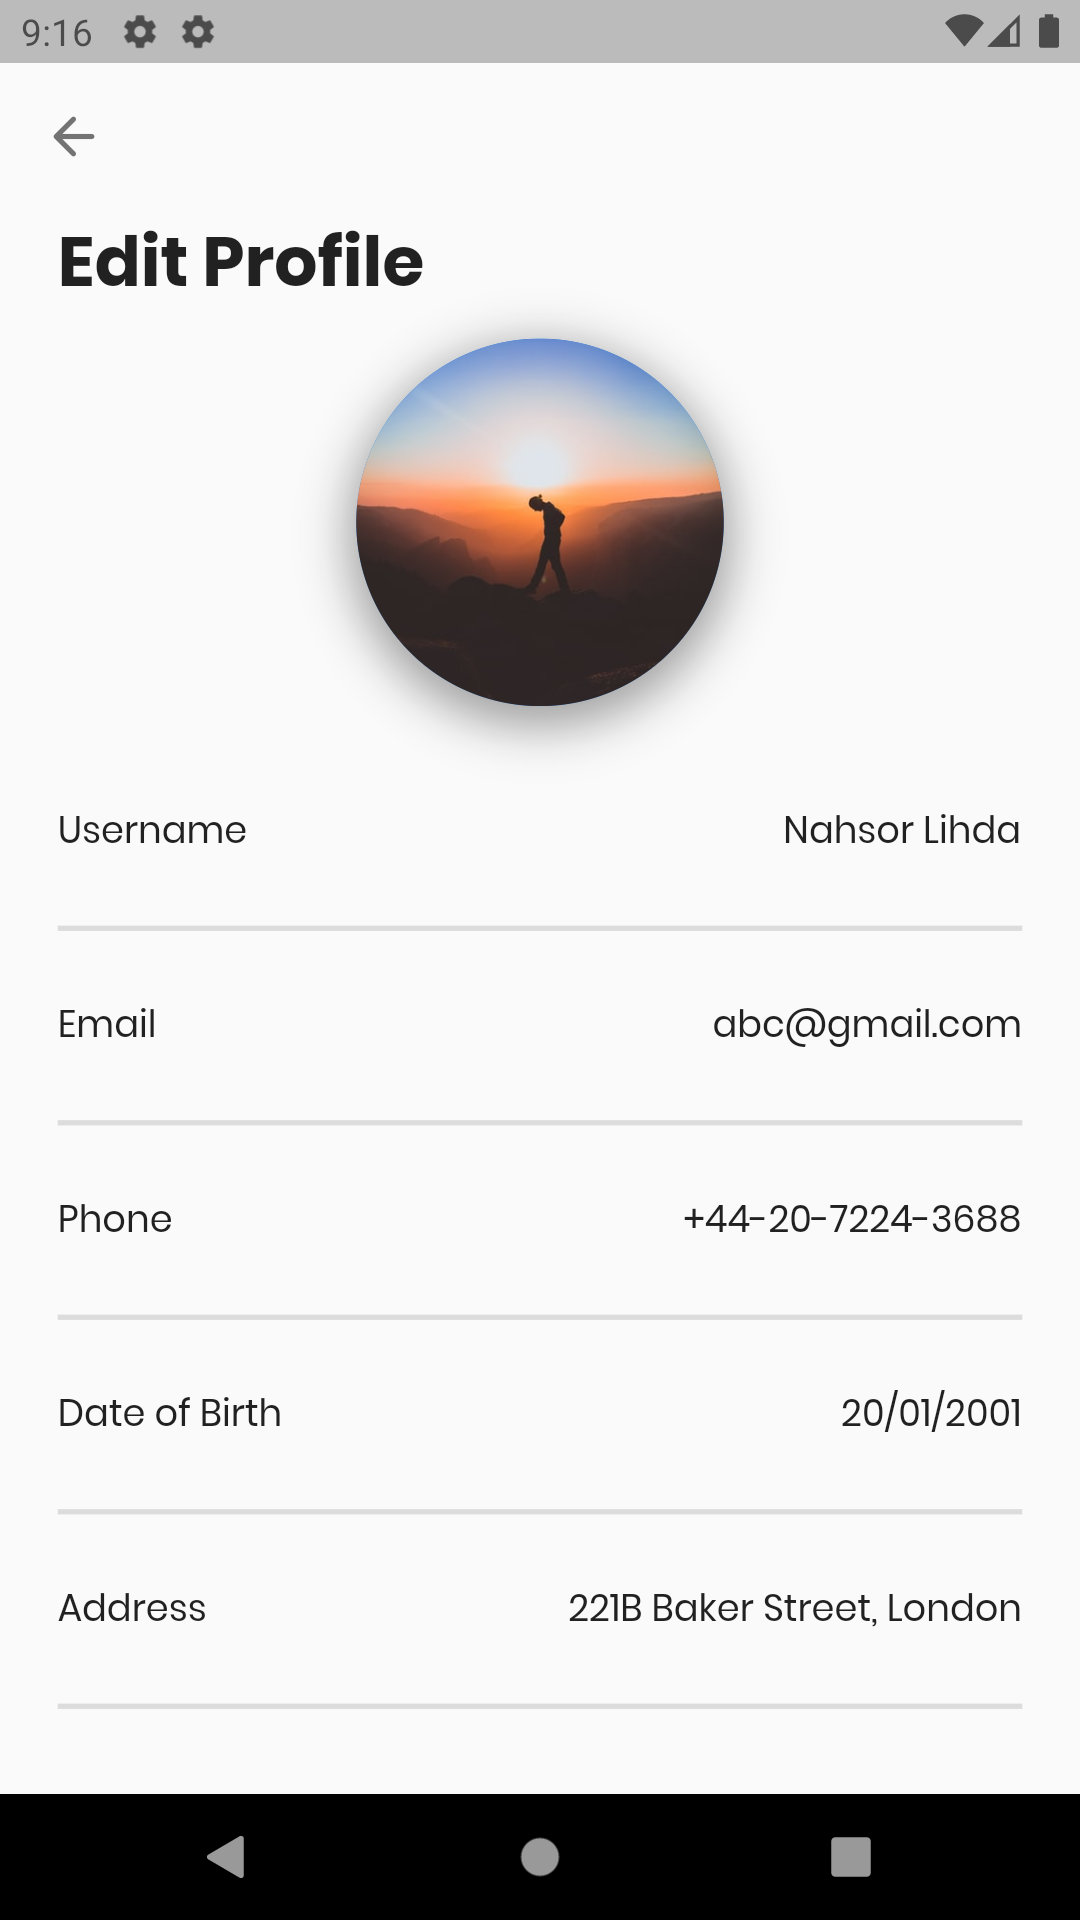 9:16
Edit Profile
Username Nahsor Lihda
Email abc@gmail.com
Phone +44-20-7224-3688
Date of Birth 20/01/2001
Address 221B Baker Street, London